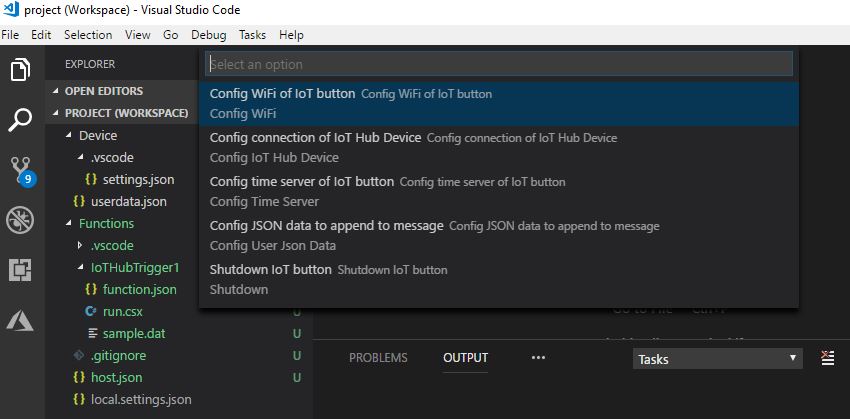 project (Workspace) - Visual Studio Code
File Edit Selection View Go Debug Tasks Help
EXPLORER
OPEN EDITORS
PROJECT (WORKSPACE)
Device
.vscode
{} settings.json
{} userdata.json
Functions
.vscode
IoTHubTrigger1
{} function.json
run.csx U
sample.dat U
.gitignore U
{} host.json U
{} local.settings.json
9
Select an option
Config WiFi of IoT button Config WiFi of IoT button
Config WiFi
Config connection of IoT Hub Device Config connection of IoT Hub Device
Config IoT Hub Device
Config time server of IoT button Config time server of IoT button
Config Time Server
Config JSON data to append to message Config JSON data to append to message
Config User Json Data
Shutdown IoT button Shutdown IoT button
Shutdown
Go to File
PROBLEMS OUTPUT ...
Tasks